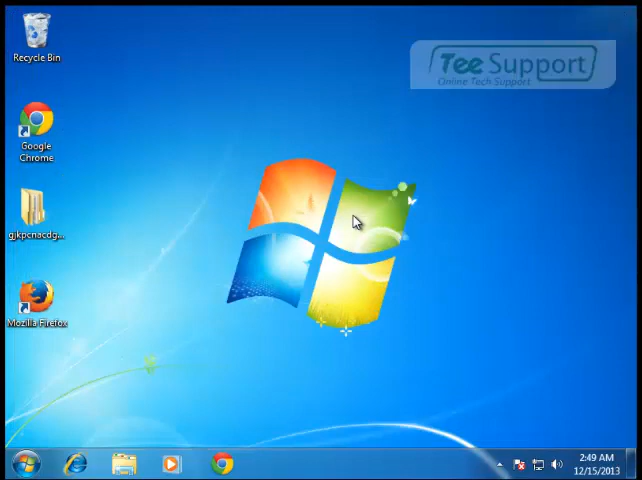 Recycle Bin
Tee Support
Online Tech Support
Google
Chrome
gjkpcnacdg...
Mozilla Firefox
2:49 AM
12/15/2013